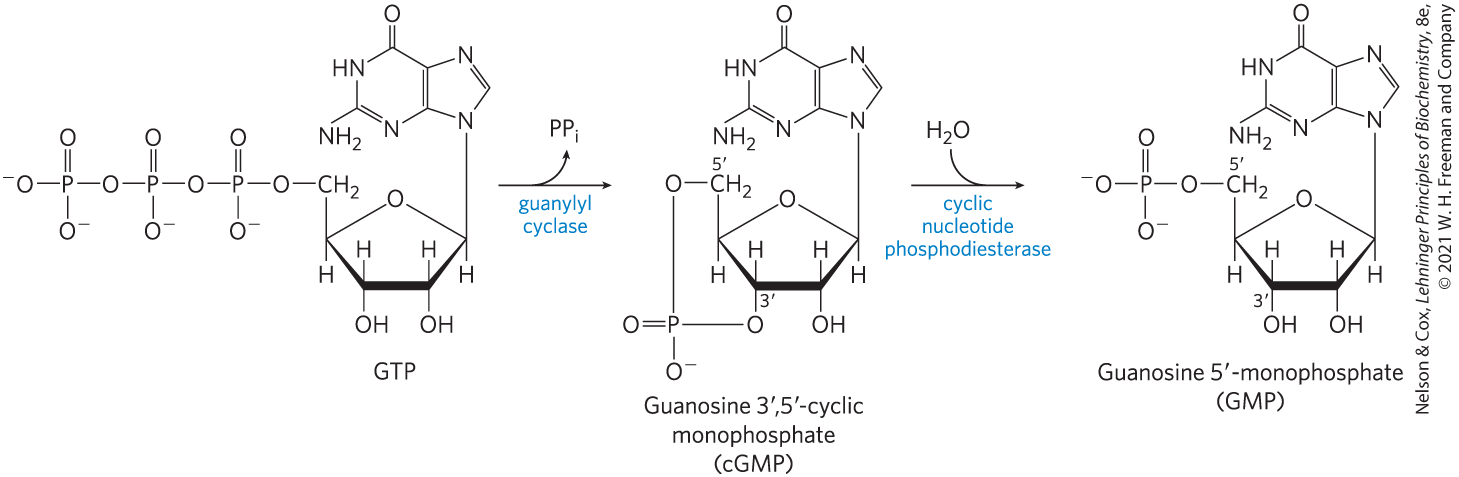 O
N
HN
NH₂
N
N
O
O
O
⁻O—P—O—P—O—P—O—CH₂
O⁻
O⁻
O⁻
O
H
H
H
H
OH
OH
GTP
PPᵢ
guanylyl
cyclase
O
N
HN
NH₂
N
N
5′
O—CH₂
O
H
H
H
H
3′
O=P—O
OH
O⁻
Guanosine 3′,5′-cyclic
monophosphate
(cGMP)
H₂O
cyclic
nucleotide
phosphodiesterase
O
N
HN
NH₂
N
N
O
5′
⁻O—P—O—CH₂
O⁻
O
H
H
H
H
3′
OH
OH
Guanosine 5′-monophosphate
(GMP)
Nelson & Cox, Lehninger Principles of Biochemistry, 8e,
© 2021 W. H. Freeman and Company